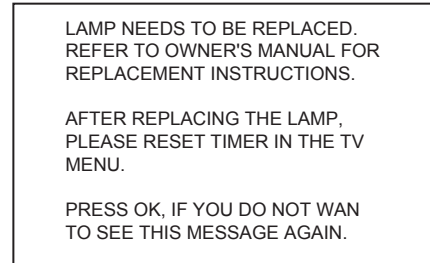 LAMP NEEDS TO BE REPLACED.
REFER TO OWNER'S MANUAL FOR
REPLACEMENT INSTRUCTIONS.
AFTER REPLACING THE LAMP,
PLEASE RESET TIMER IN THE TV
MENU.
PRESS OK, IF YOU DO NOT WAN
TO SEE THIS MESSAGE AGAIN.